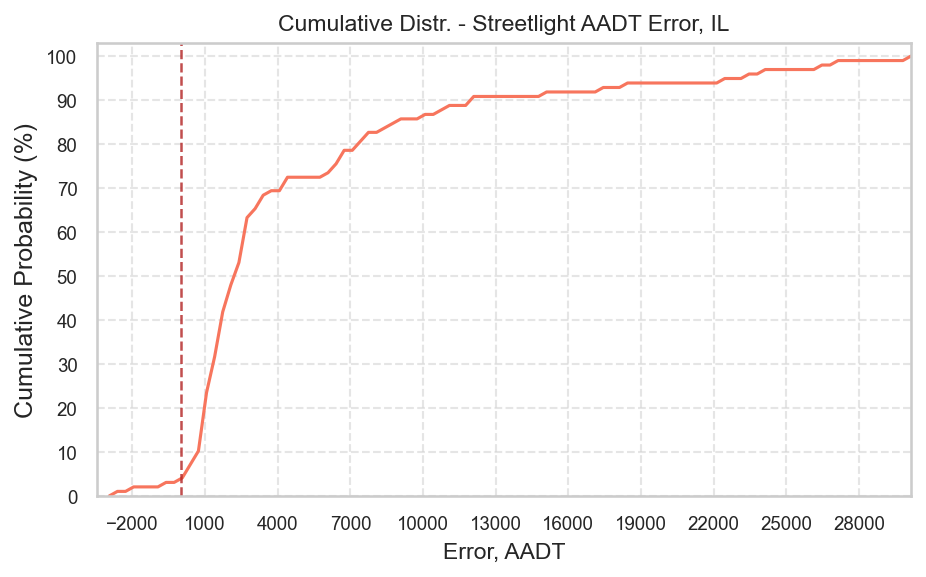 Cumulative Distr. - Streetlight AADT Error, IL
Cumulative Probability (%)
100
90
80
70
60
50
40
30
20
10
0
−2000 1000 4000 7000 10000 13000 16000 19000 22000 25000 28000
Error, AADT